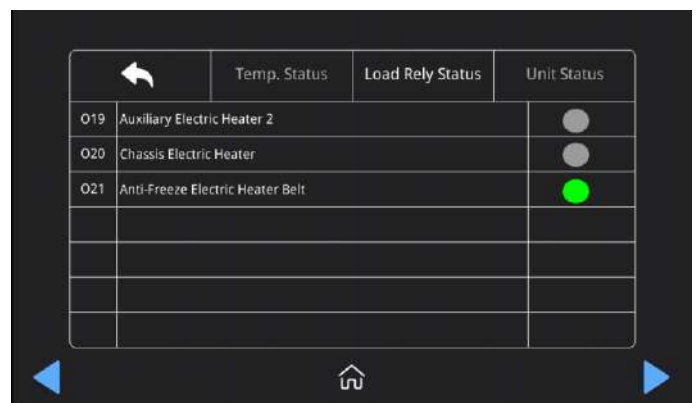 Temp. Status Load Rely Status Unit Status
O19 Auxiliary Electric Heater 2
O20 Chassis Electric Heater
O21 Anti-Freeze Electric Heater Belt